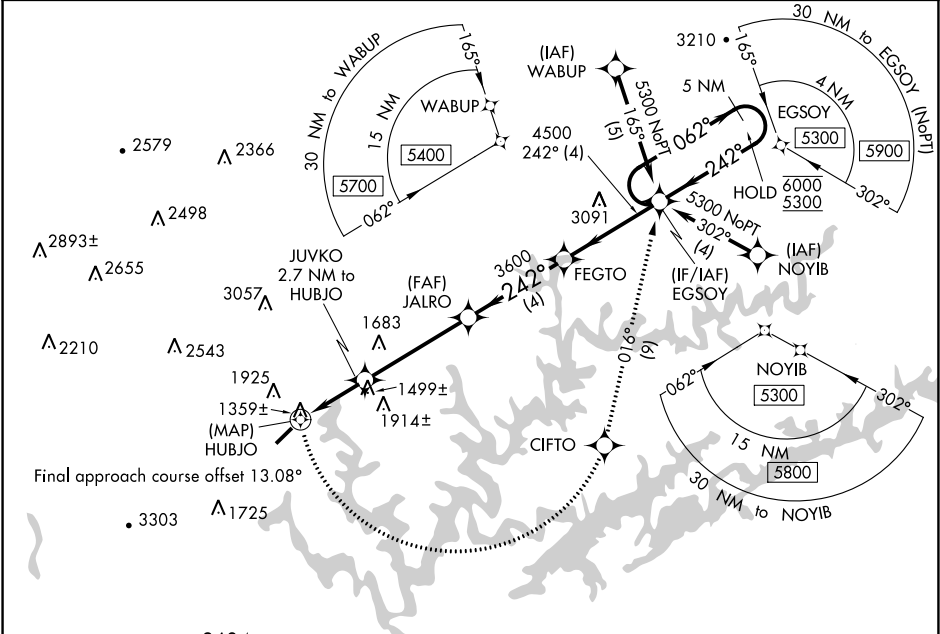 30 NM to WABUP
165°
15 NM
WABUP
5400
5700
062°
(IAF)
WABUP
5300 NoPT
165°
(5)
3210
165°
30 NM to EGSOY (NoPT)
4 NM
EGSOY
5300
5900
302°
5 NM
062°
242°
HOLD
6000
5300
4500
242° (4)
2579
2366
2498
2893±
2655
3057
2210
2543
3091
5300 NoPT
302°
(4)
(IAF)
NOYIB
(IF/IAF)
EGSOY
FEGTO
3600
242°
(4)
(FAF)
JALRO
JUVKO
2.7 NM to
HUBJO
1683
1925
1499±
1914±
1359±
(MAP)
HUBJO
016°
(9)
CIFTO
NOYIB
5300
062°
302°
15 NM
5800
30 NM to NOYIB
Final approach course offset 13.08°
3303
1725